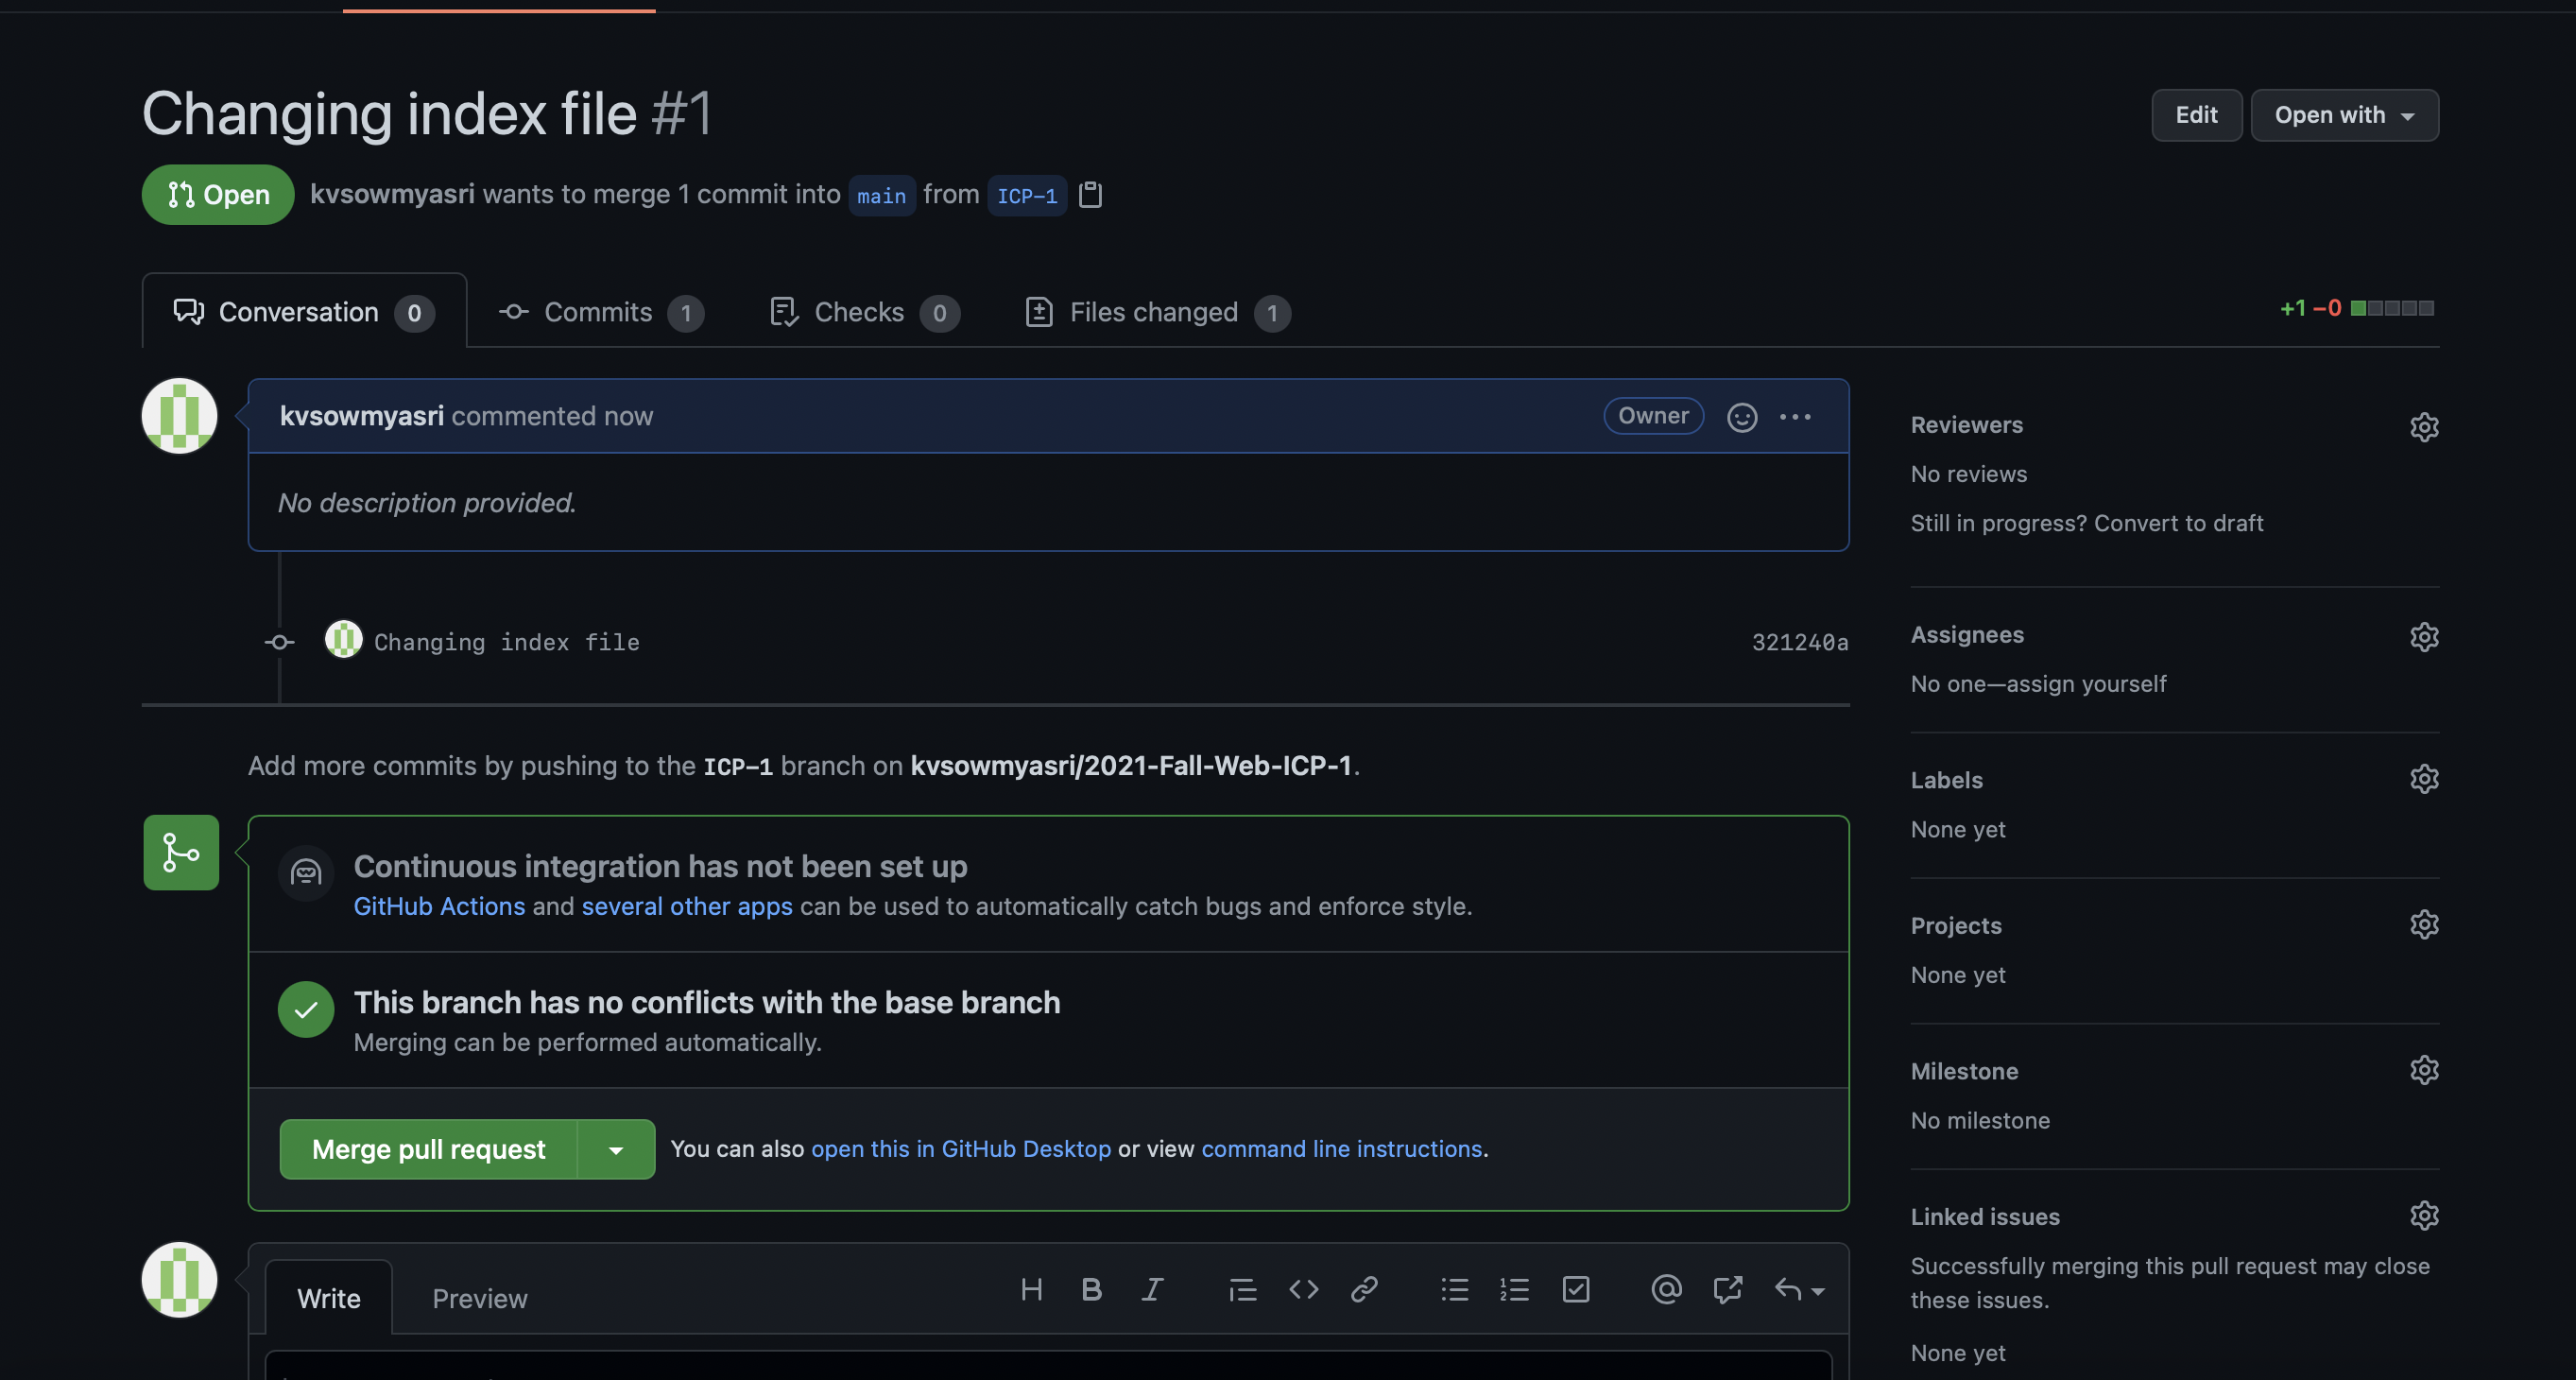 Changing index file #1
Edit
Open with
Open
kvsowmyasri wants to merge 1 commit into main from ICP-1
Conversation 0
Commits 1
Checks 0
Files changed 1
+1 −0
kvsowmyasri commented now
Owner
No description provided.
Changing index file
321240a
Add more commits by pushing to the ICP-1 branch on kvsowmyasri/2021-Fall-Web-ICP-1.
Continuous integration has not been set up
GitHub Actions and several other apps can be used to automatically catch bugs and enforce style.
This branch has no conflicts with the base branch
Merging can be performed automatically.
Merge pull request
You can also open this in GitHub Desktop or view command line instructions.
Write
Preview
Reviewers
No reviews
Still in progress? Convert to draft
Assignees
No one—assign yourself
Labels
None yet
Projects
None yet
Milestone
No milestone
Linked issues
Successfully merging this pull request may close
these issues.
None yet